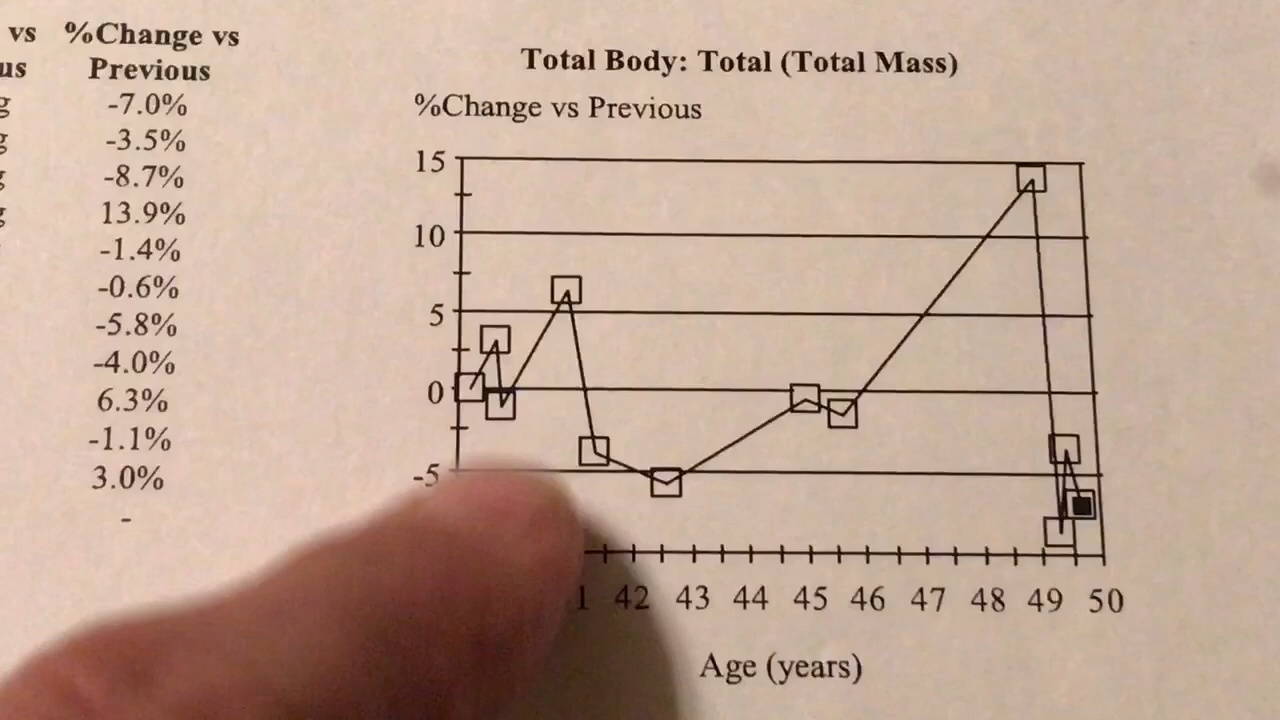 vs %Change vs
us Previous
g -7.0%
g -3.5%
g -8.7%
g 13.9%
-1.4%
-0.6%
-5.8%
-4.0%
6.3%
-1.1%
3.0%
-
Total Body: Total (Total Mass)
%Change vs Previous
15
10
5
0
-5
1 42 43 44 45 46 47 48 49 50
Age (years)